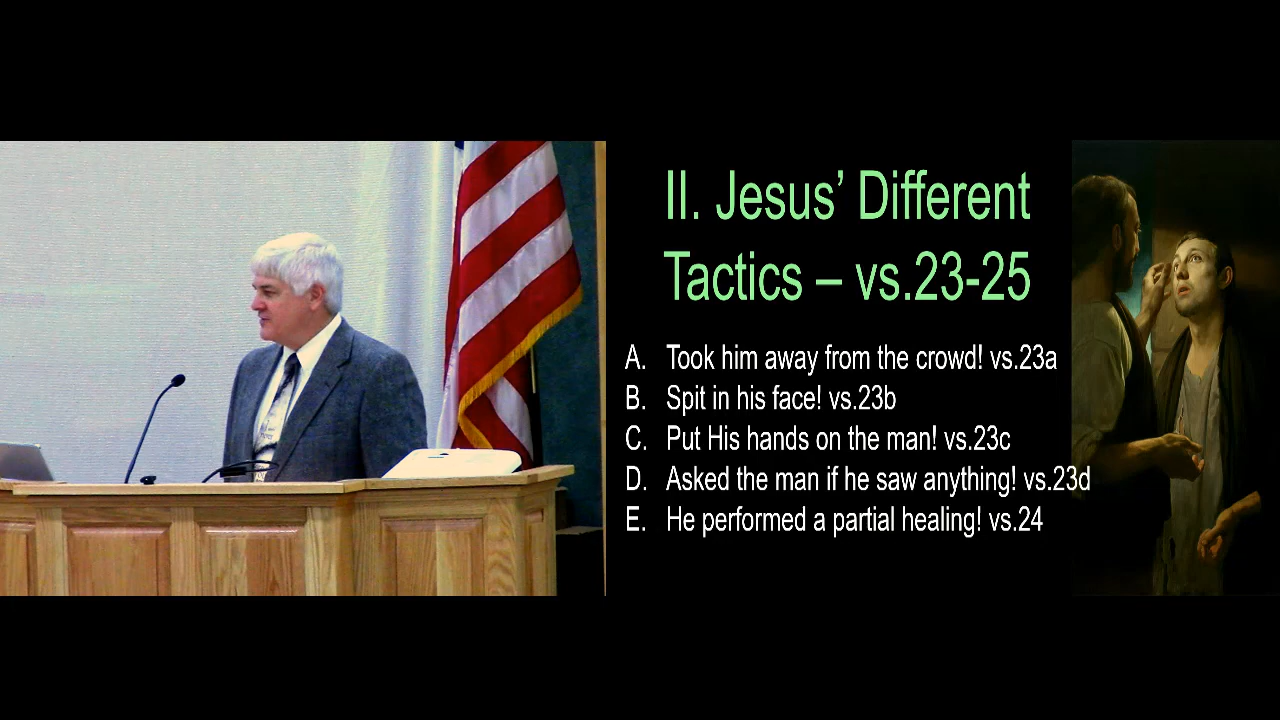 II. Jesus’ Different
Tactics – vs.23-25
A. Took him away from the crowd! vs.23a
B. Spit in his face! vs.23b
C. Put His hands on the man! vs.23c
D. Asked the man if he saw anything! vs.23d
E. He performed a partial healing! vs.24